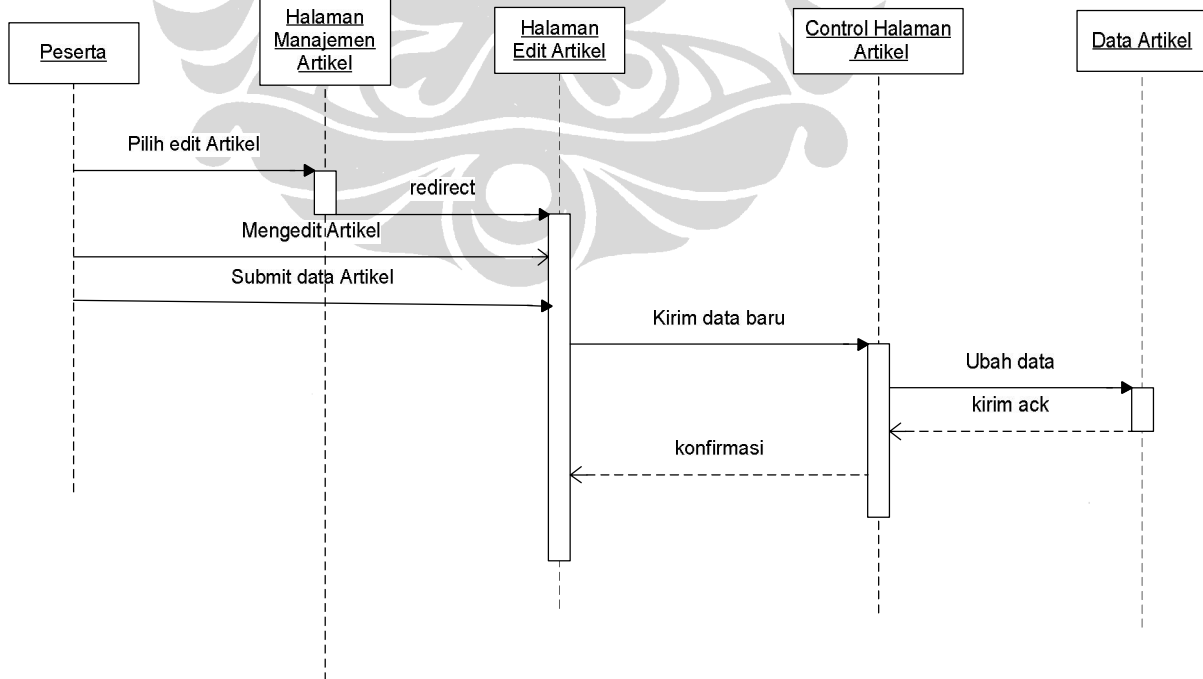 Peserta
Halaman
Manajemen
Artikel
Halaman
Edit Artikel
Control Halaman
Artikel
Data Artikel
Pilih edit Artikel
redirect
Mengedit Artikel
Submit data Artikel
Kirim data baru
Ubah data
kirim ack
konfirmasi